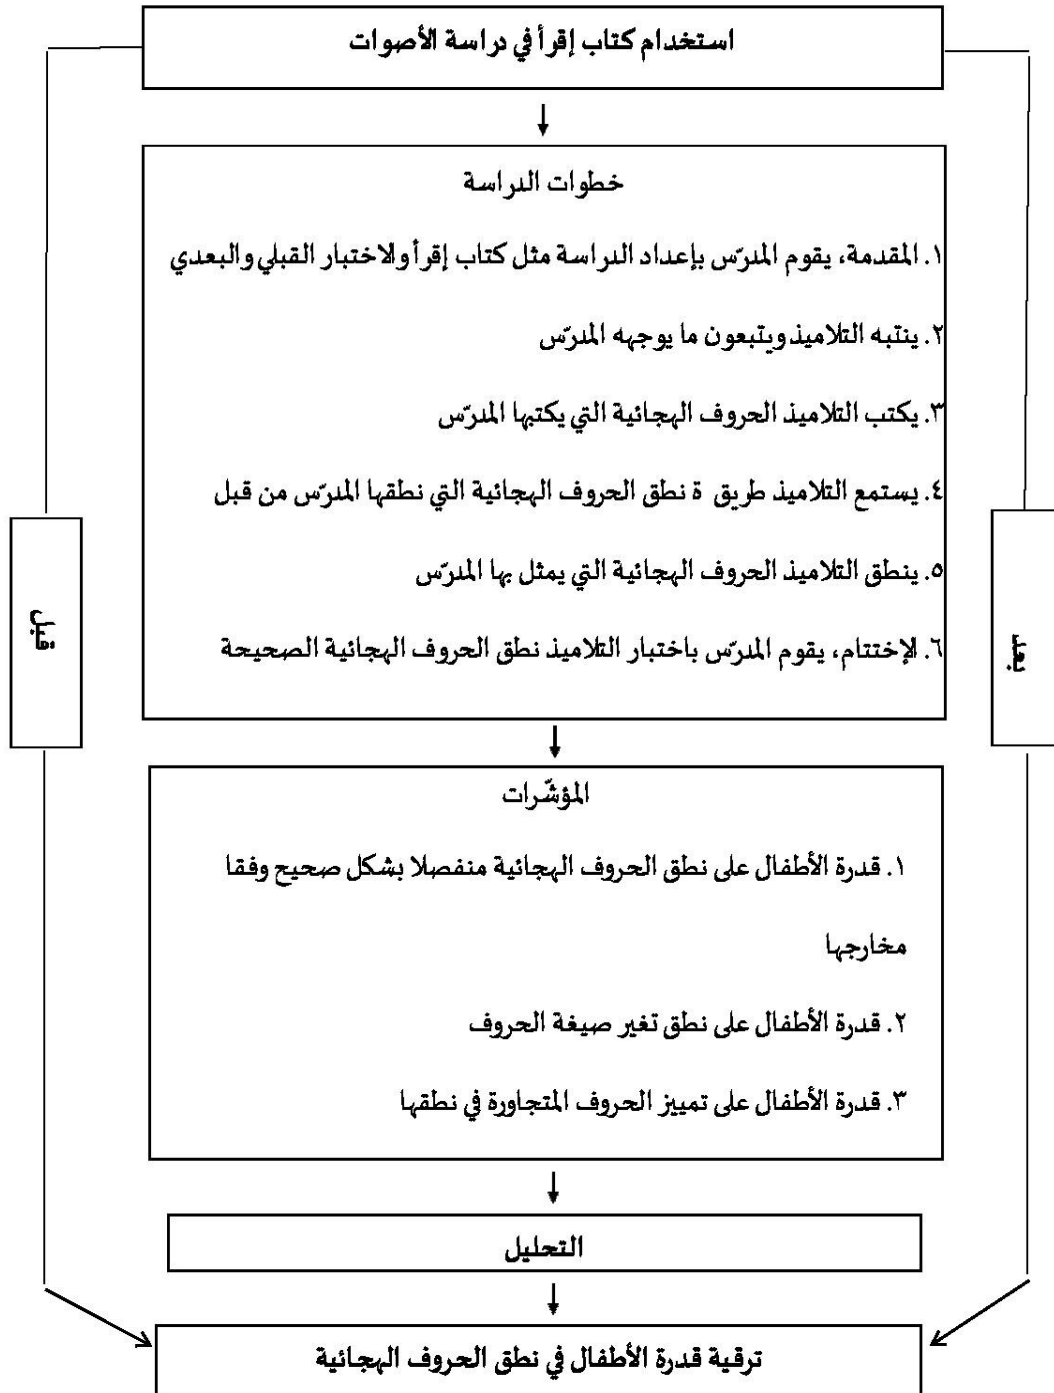 استخدام كتاب إقرأ في دراسة الأصوات
خطوات الدراسة
١. المقدمة، يقوم المدرّس بإعداد الدراسة مثل كتاب إقرأ والاختبار القبلي والبعدي
٢. ينتبه التلاميذ ويتبعون ما يوجهه المدرّس
٣. يكتب التلاميذ الحروف الهجائية التي يكتبها المدرّس
٤. يستمع التلاميذ طريق ة نطق الحروف الهجائية التي نطقها المدرّس من قبل
٥. ينطق التلاميذ الحروف الهجائية التي يمثل بها المدرّس
٦. الإختتام، يقوم المدرّس باختبار التلاميذ نطق الحروف الهجائية الصحيحة
بعد
قبل
المؤشّرات
١. قدرة الأطفال على نطق الحروف الهجائية منفصلا بشكل صحيح وفقا
مخارجها
٢. قدرة الأطفال على نطق تغير صيغة الحروف
٣. قدرة الأطفال على تمييز الحروف المتجاورة في نطقها
التحليل
ترقية قدرة الأطفال في نطق الحروف الهجائية